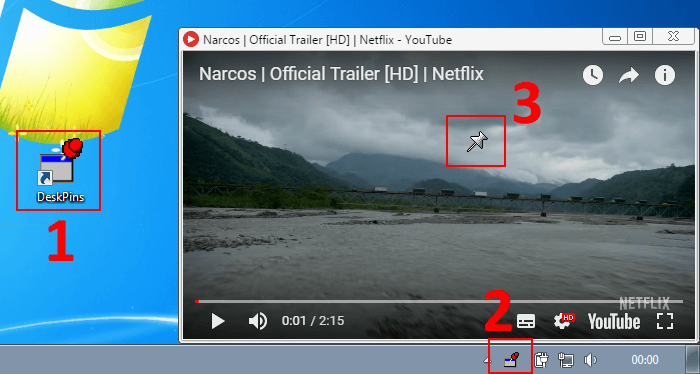 Narcos | Official Trailer [HD] | Netflix - YouTube
Narcos | Official Trailer [HD] | Netflix
3
DeskPins
1
NETFLIX
2
0:01 / 2:15
HD
YouTube
00:00